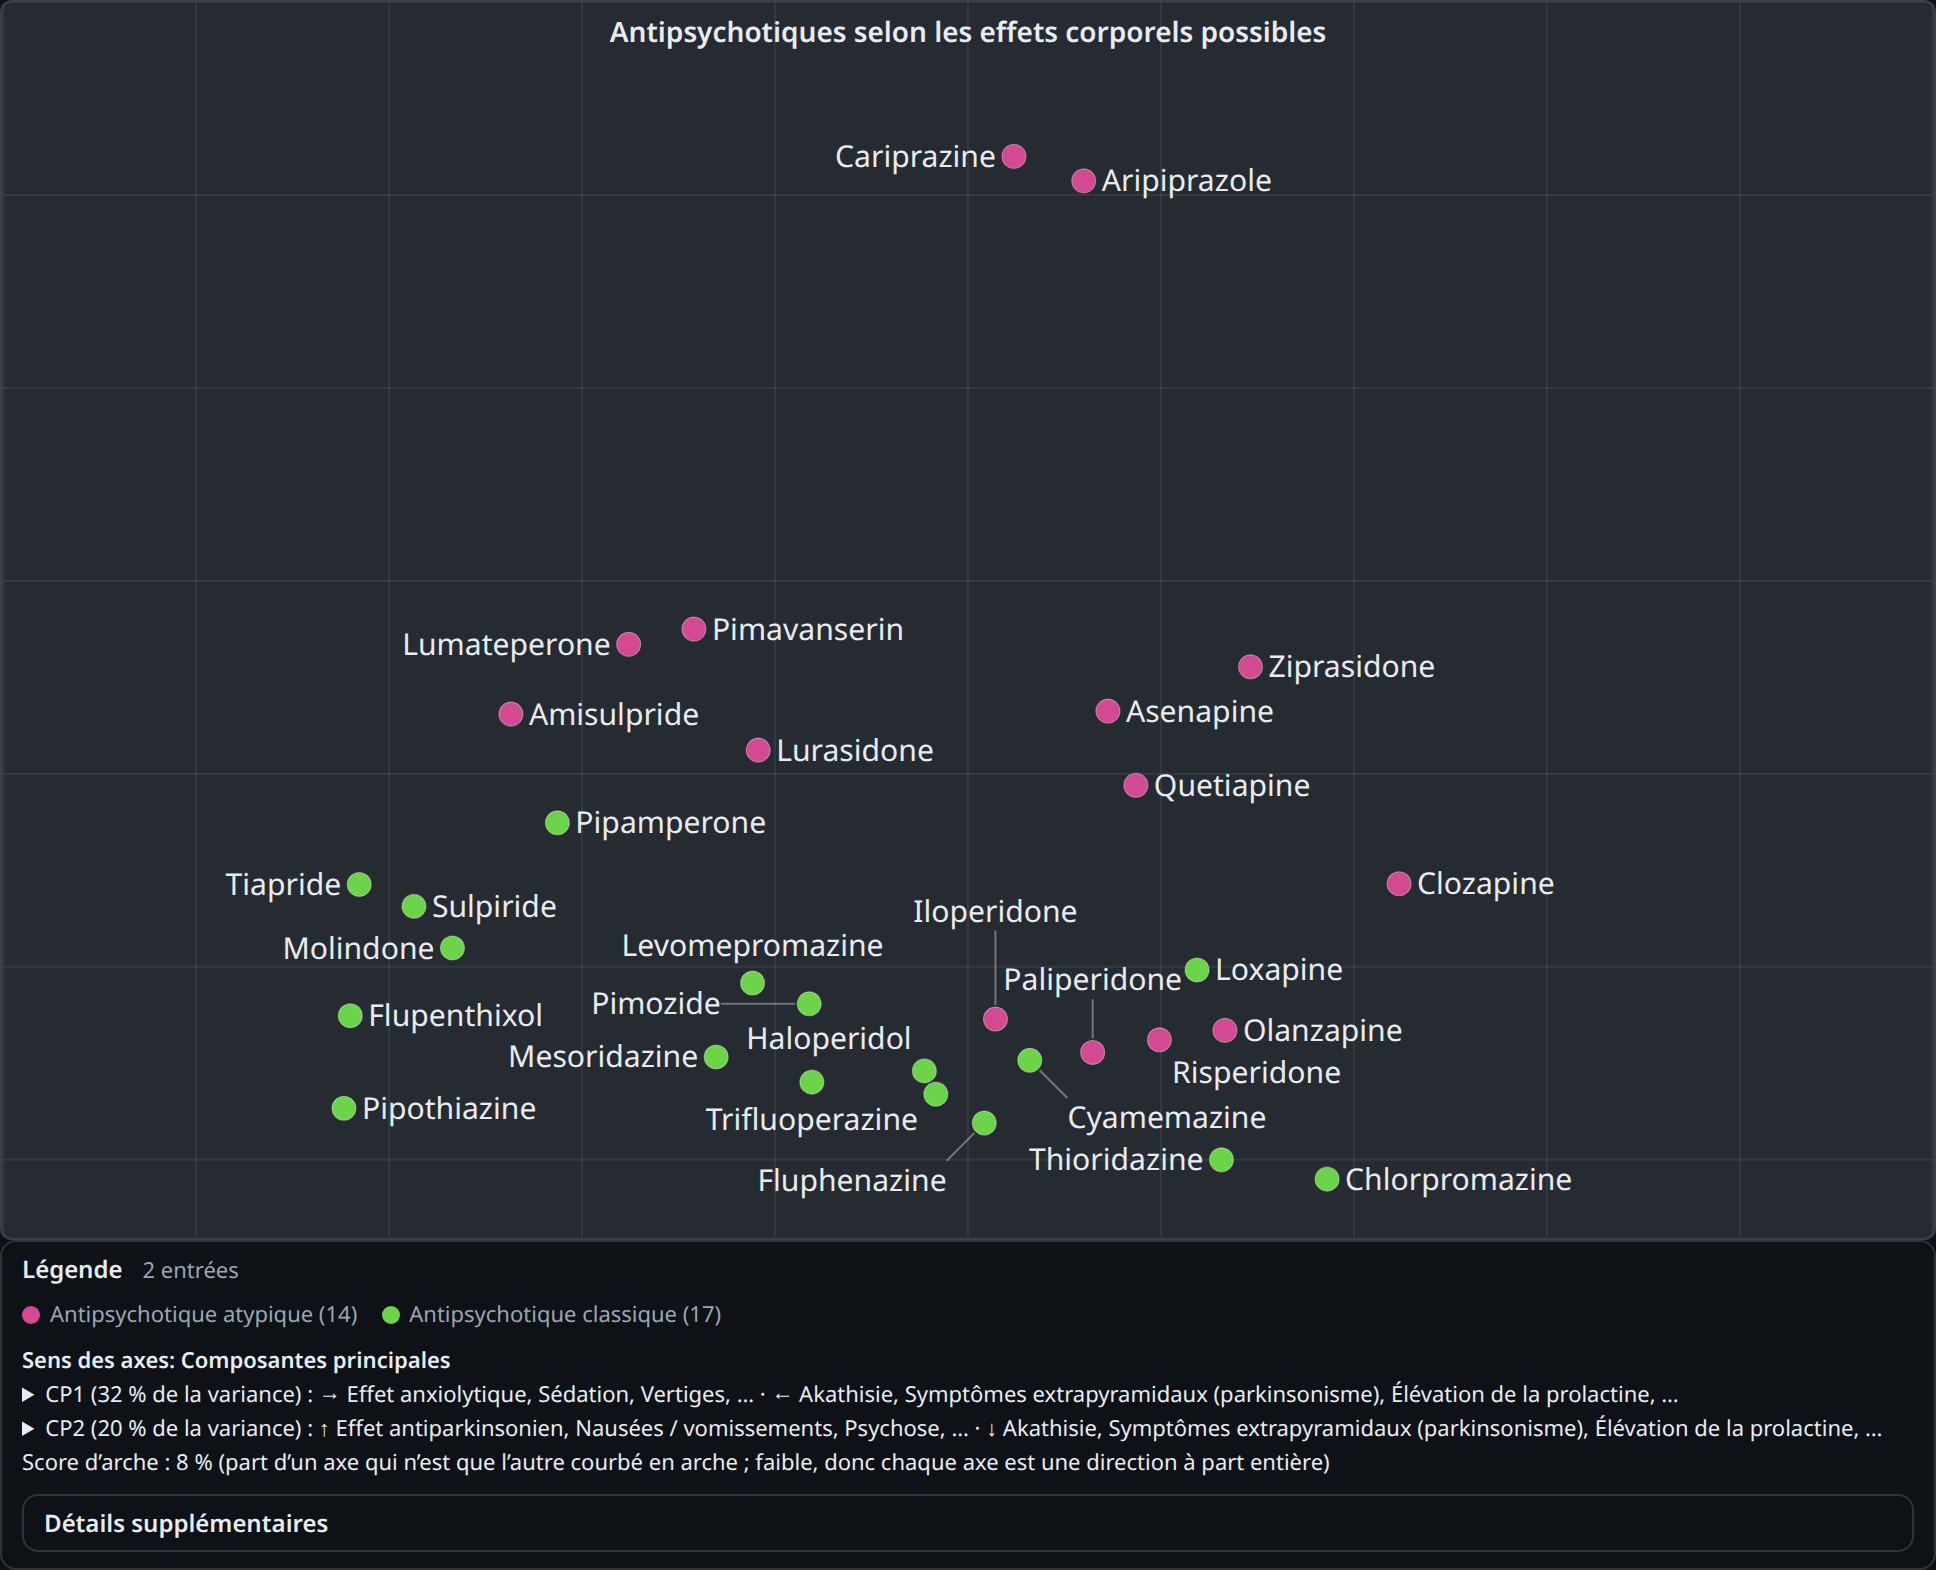 Antipsychotiques selon les effets corporels possibles
Cariprazine
Aripiprazole
Pimavanserin
Lumateperone
Ziprasidone
Asenapine
Amisulpride
Lurasidone
Quetiapine
Pipamperone
Tiapride
Clozapine
Sulpiride
Iloperidone
Levomepromazine
Molindone
Loxapine
Paliperidone
Pimozide
Flupenthixol
Olanzapine
Haloperidol
Mesoridazine
Risperidone
Pipothiazine
Cyamemazine
Trifluoperazine
Thioridazine
Chlorpromazine
Fluphenazine
Légende 2 entrées
Antipsychotique atypique (14) Antipsychotique classique (17)
Sens des axes: Composantes principales
▶ CP1 (32 % de la variance) : → Effet anxiolytique, Sédation, Vertiges, ... · ← Akathisie, Symptômes extrapyramidaux (parkinsonisme), Élévation de la prolactine, ...
▶ CP2 (20 % de la variance) : ↑ Effet antiparkinsonien, Nausées / vomissements, Psychose, ... · ↓ Akathisie, Symptômes extrapyramidaux (parkinsonisme), Élévation de la prolactine, ...
Score d’arche : 8 % (part d’un axe qui n’est que l’autre courbé en arche ; faible, donc chaque axe est une direction à part entière)
Détails supplémentaires